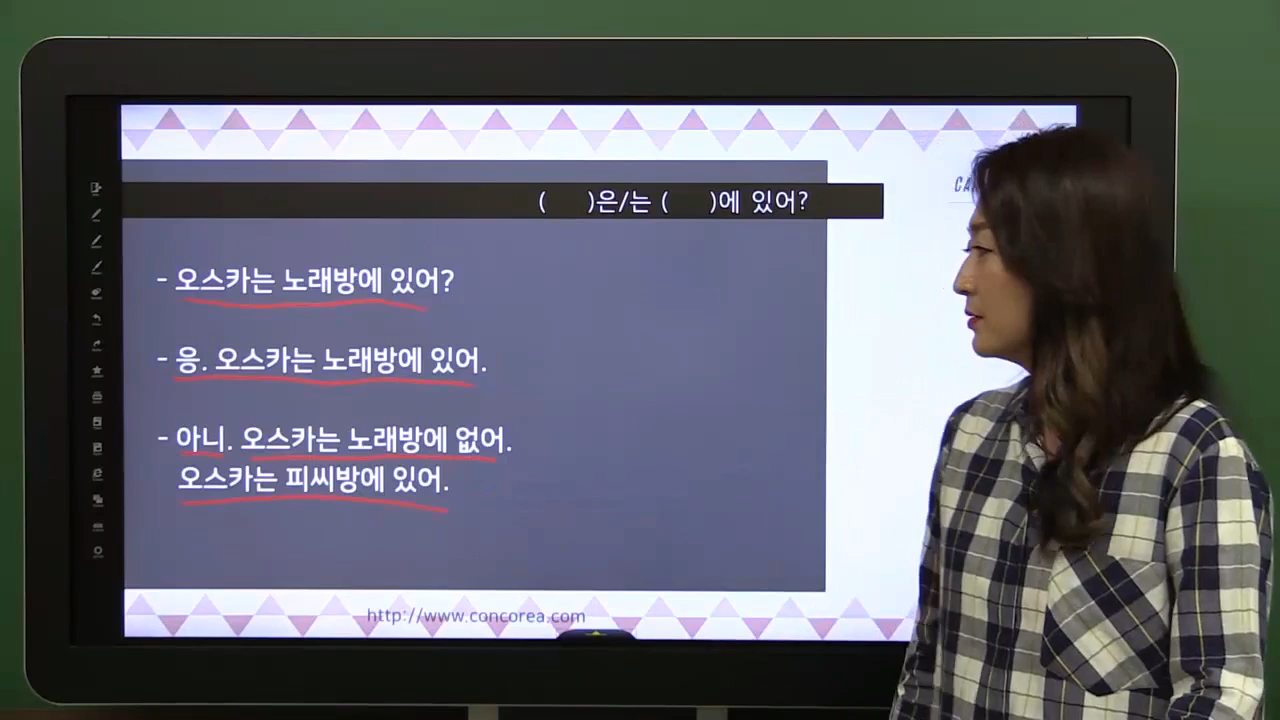 ( )은/는 ( )에 있어?
- 오스카는 노래방에 있어?
- 응. 오스카는 노래방에 있어.
- 아니. 오스카는 노래방에 없어.
오스카는 피씨방에 있어.
http://www.concorea.com